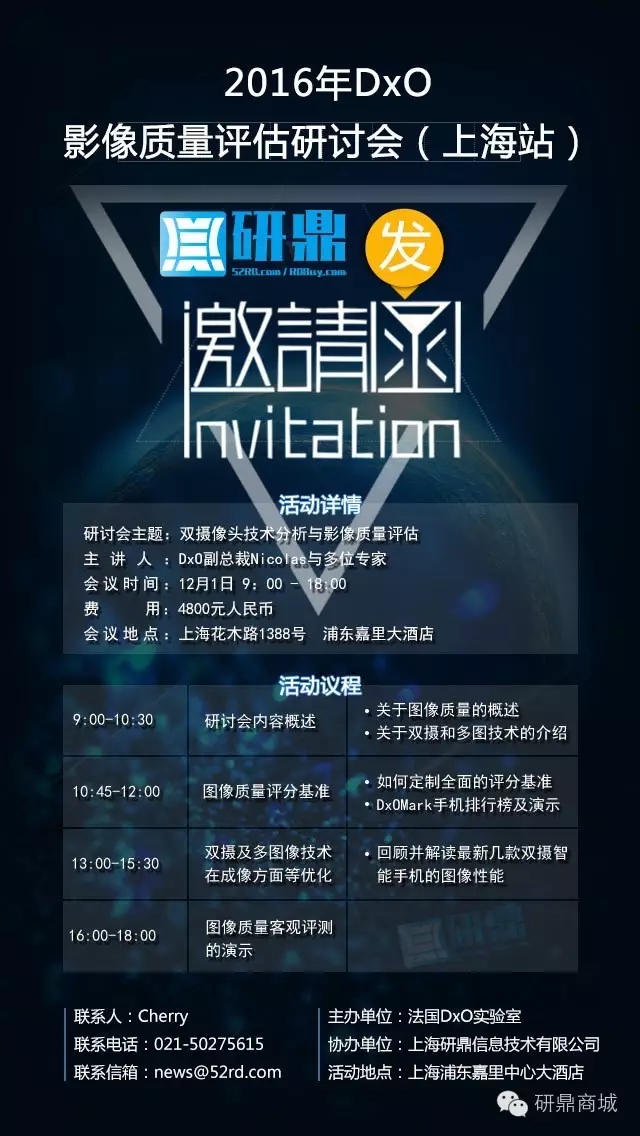 2016年DxO
影像质量评估研讨会（上海站）
研鼎
52RD.com / RDBuy.com
发
邀請函
Invitation
活动详情
研讨会主题：双摄像头技术分析与影像质量评估
主 讲 人 ：DxO副总裁Nicolas与多位专家
会议时间：12月1日 9：00 - 18:00
费 用：4800元人民币
会议地点：上海花木路1388号 浦东嘉里大酒店
活动议程
9:00-10:30
研讨会内容概述
• 关于图像质量的概述
• 关于双摄和多图技术的介绍
10:45-12:00
图像质量评分基准
• 如何定制全面的评分基准
• DxOMark手机排行榜及演示
13:00-15:30
双摄及多图像技术
在成像方面等优化
• 回顾并解读最新几款双摄智
能手机的图像性能
16:00-18:00
图像质量客观评测
的演示
研鼎
联系人：Cherry
联系电话：021-50275615
联系信箱：news@52rd.com
主办单位：法国DxO实验室
协办单位：上海研鼎信息技术有限公司
活动地点：上海浦东嘉里中心大酒店
研鼎商城